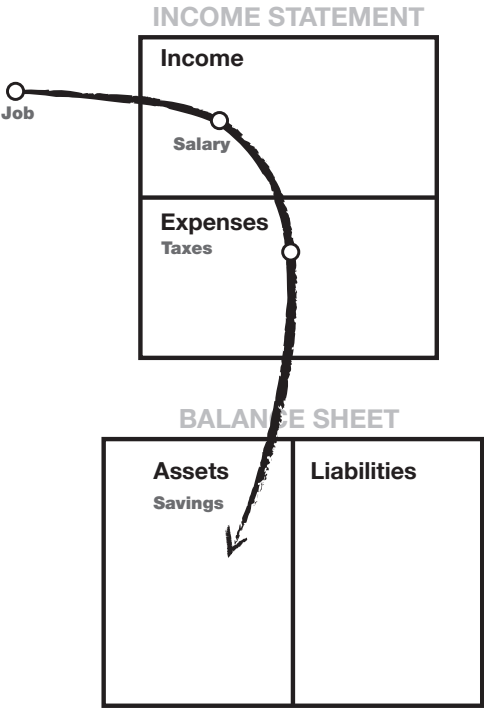 INCOME STATEMENT
Income
Job
Salary
Expenses
Taxes
BALANCE SHEET
Assets
Liabilities
Savings